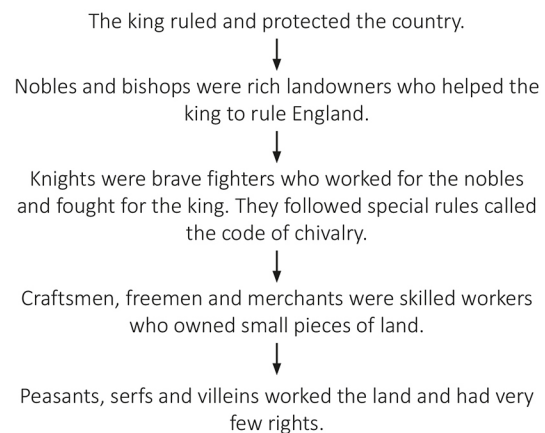 The king ruled and protected the country.
Nobles and bishops were rich landowners who helped the
king to rule England.
Knights were brave fighters who worked for the nobles
and fought for the king. They followed special rules called
the code of chivalry.
Craftsmen, freemen and merchants were skilled workers
who owned small pieces of land.
Peasants, serfs and villeins worked the land and had very
few rights.